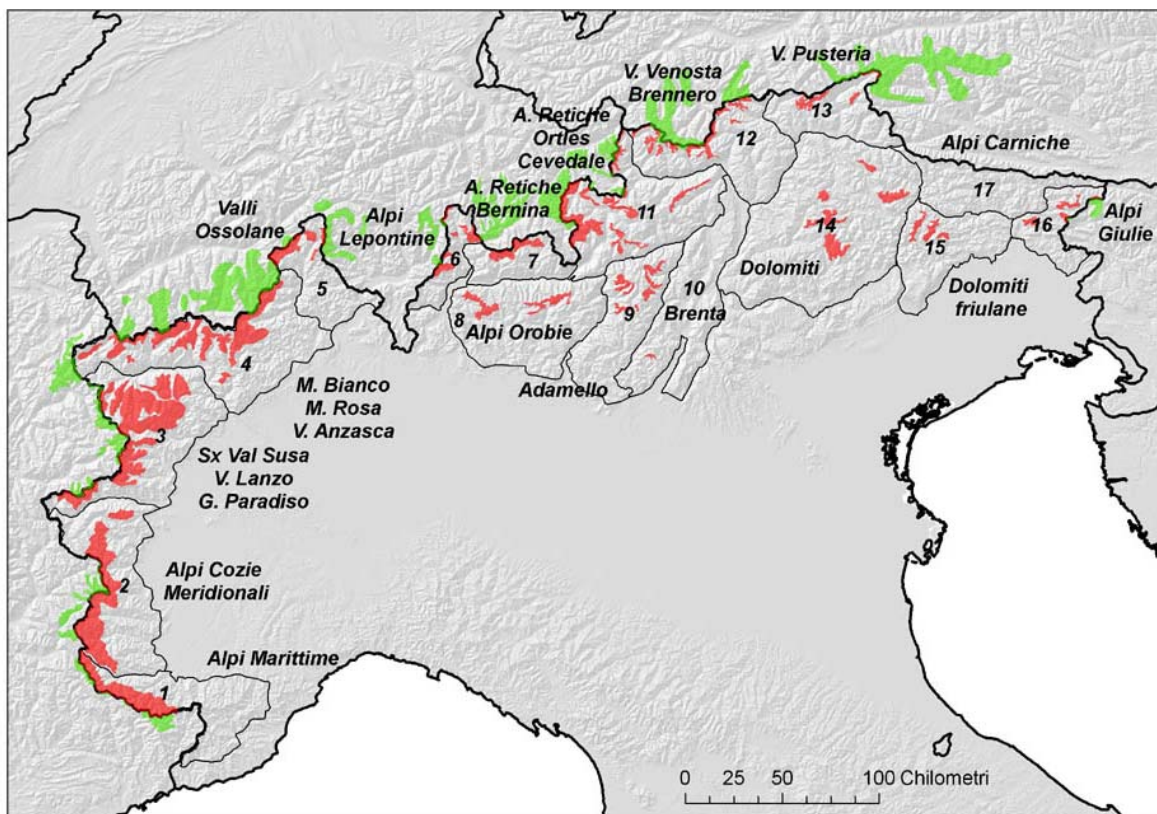 V. Pusteria
V. Venosta
Brennero
A. Retiche
Ortles
Cevedale
13
12
Alpi Carniche
17
A. Retiche
Bernina
11
16
Alpi
Giulie
Valli
Ossolane
Alpi
Lepontine
6
7
14
15
5
Dolomiti
10
Brenta
Dolomiti
friulane
8
Alpi Orobie
9
4
Adamello
M. Bianco
M. Rosa
V. Anzasca
3
Sx Val Susa
V. Lanzo
G. Paradiso
2
Alpi Cozie
Meridionali
Alpi Marittime
1
0 25 50 100 Chilometri